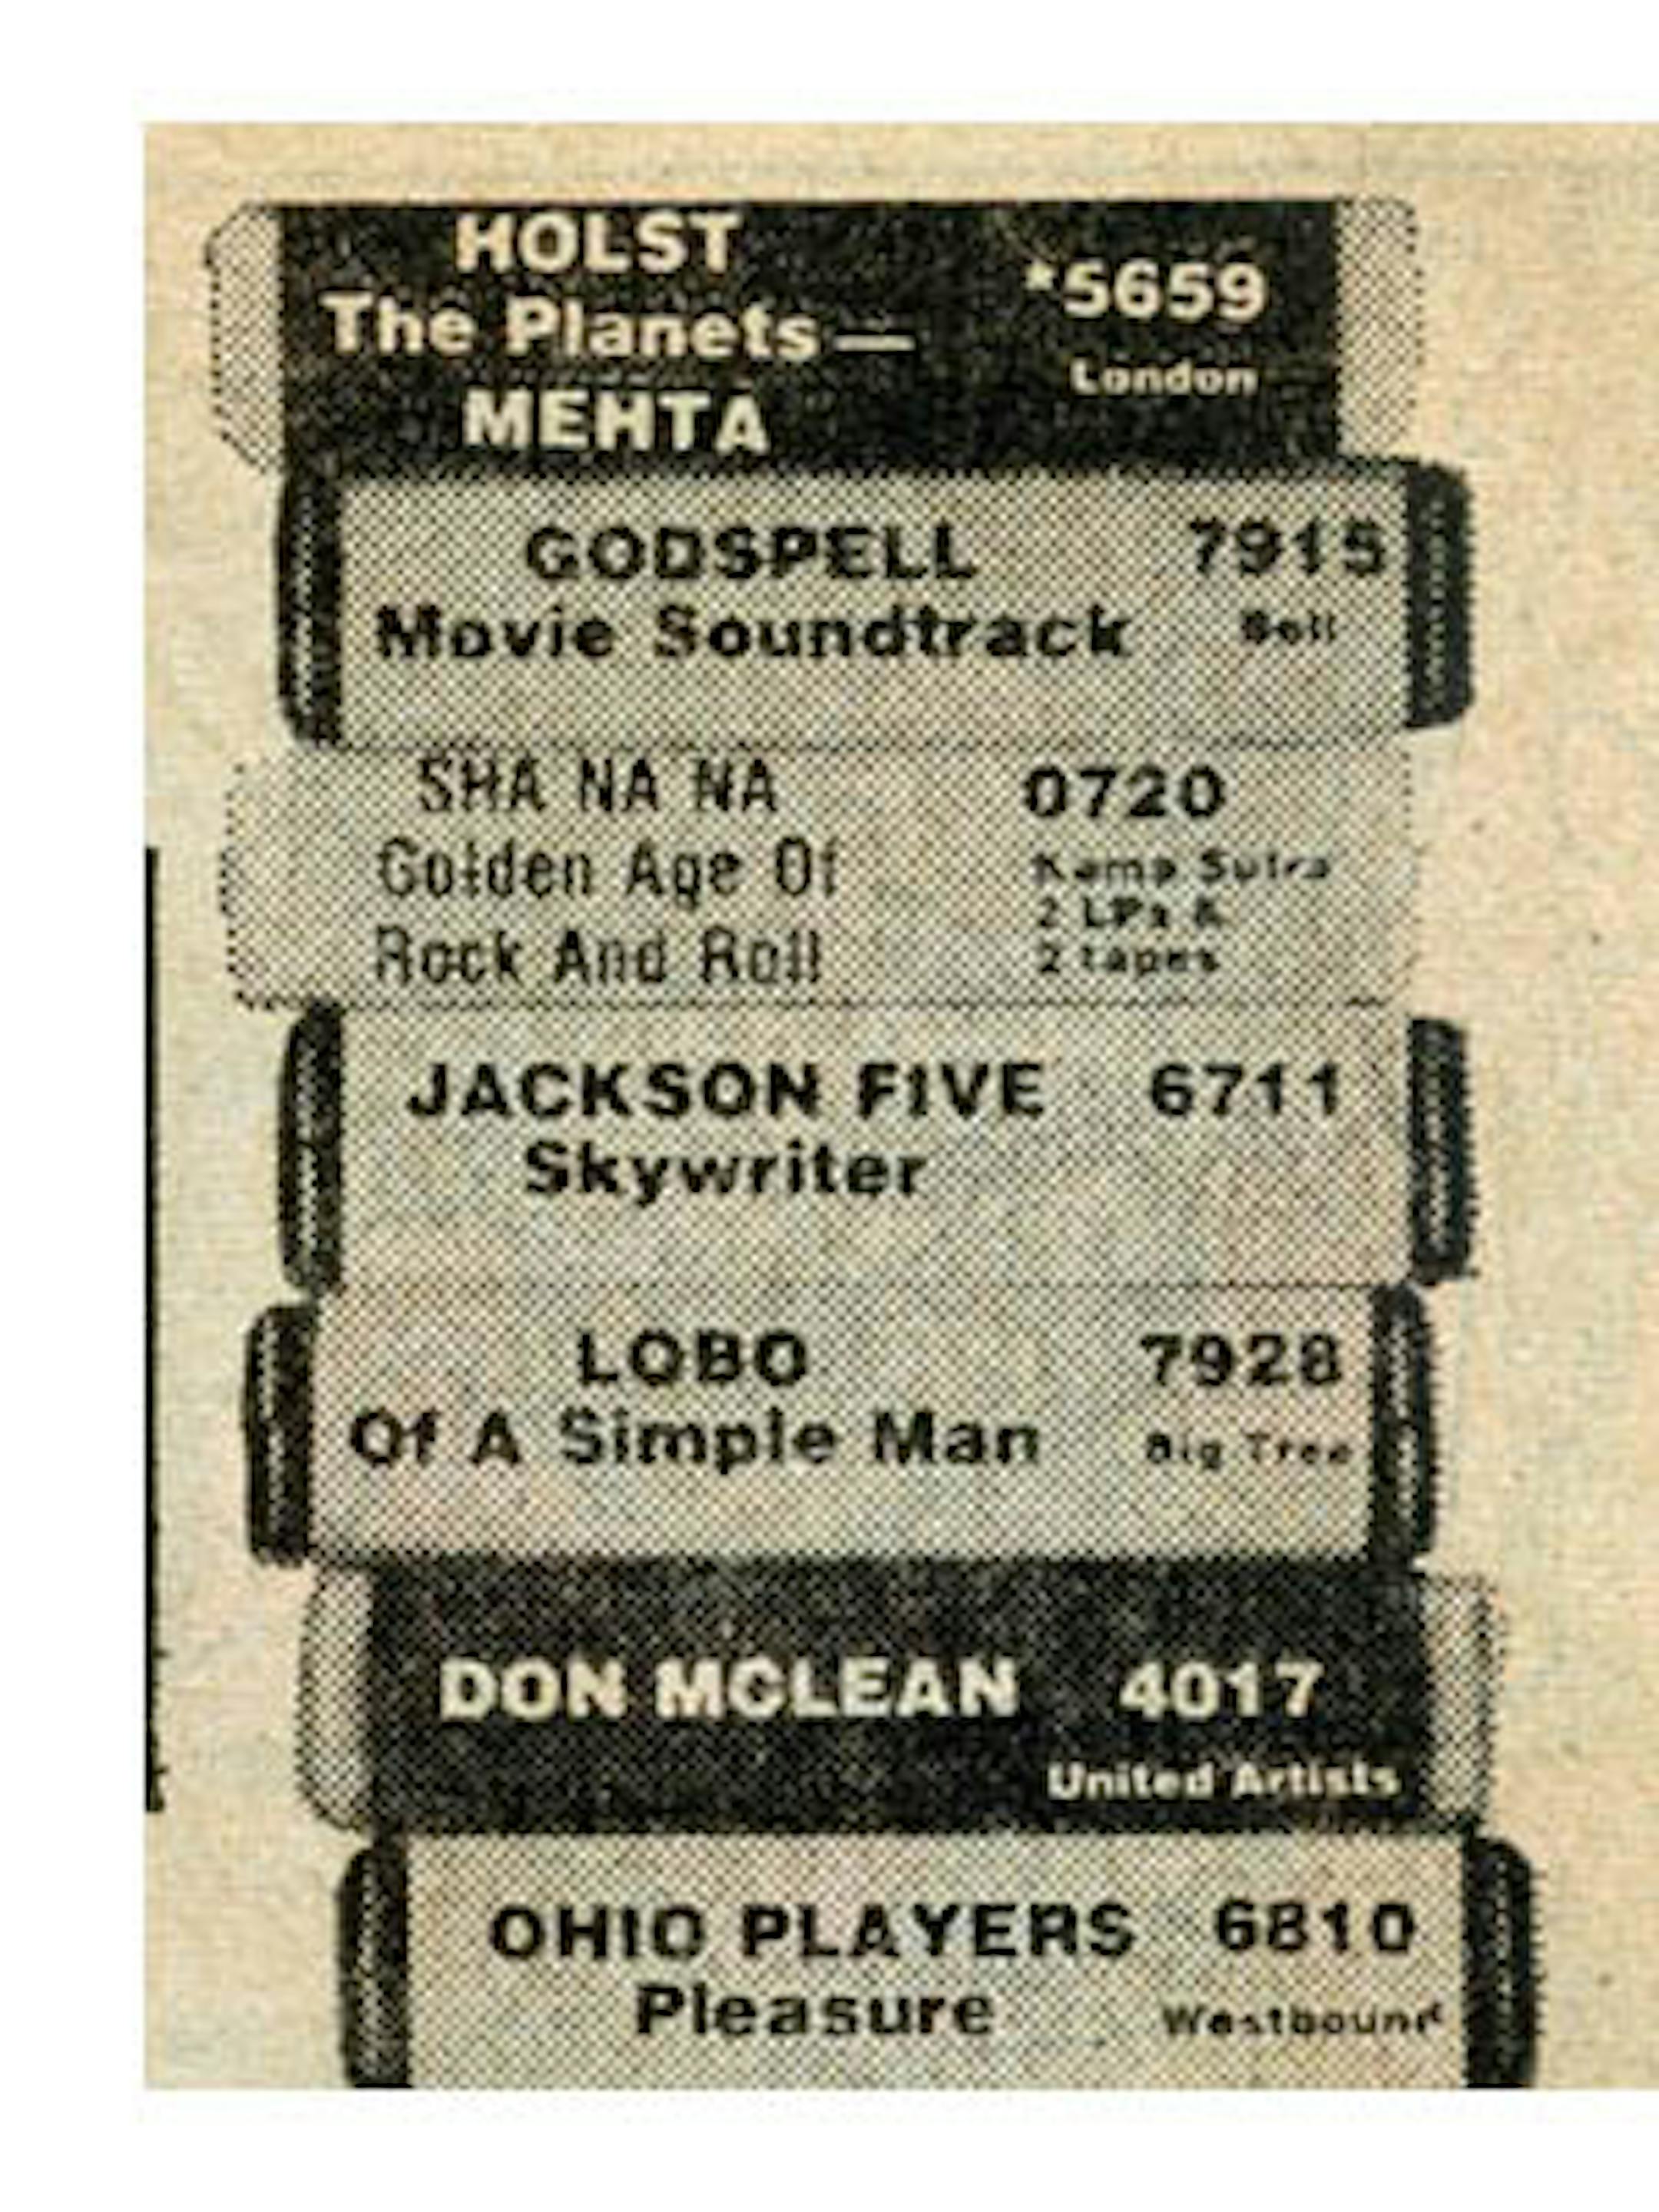 HOLST
The Planets —
MEHTA
*5659
London
GODSPELL 7915
Movie Soundtrack Bell
SHA NA NA 0720
Golden Age Of
Rock And Roll
Kama Sutra
2 LPs &
2 tapes
JACKSON FIVE 6711
Skywriter
LOBO 7928
Of A Simple Man Big Tree
DON MCLEAN 4017
United Artists
OHIO PLAYERS 6810
Pleasure Westbound